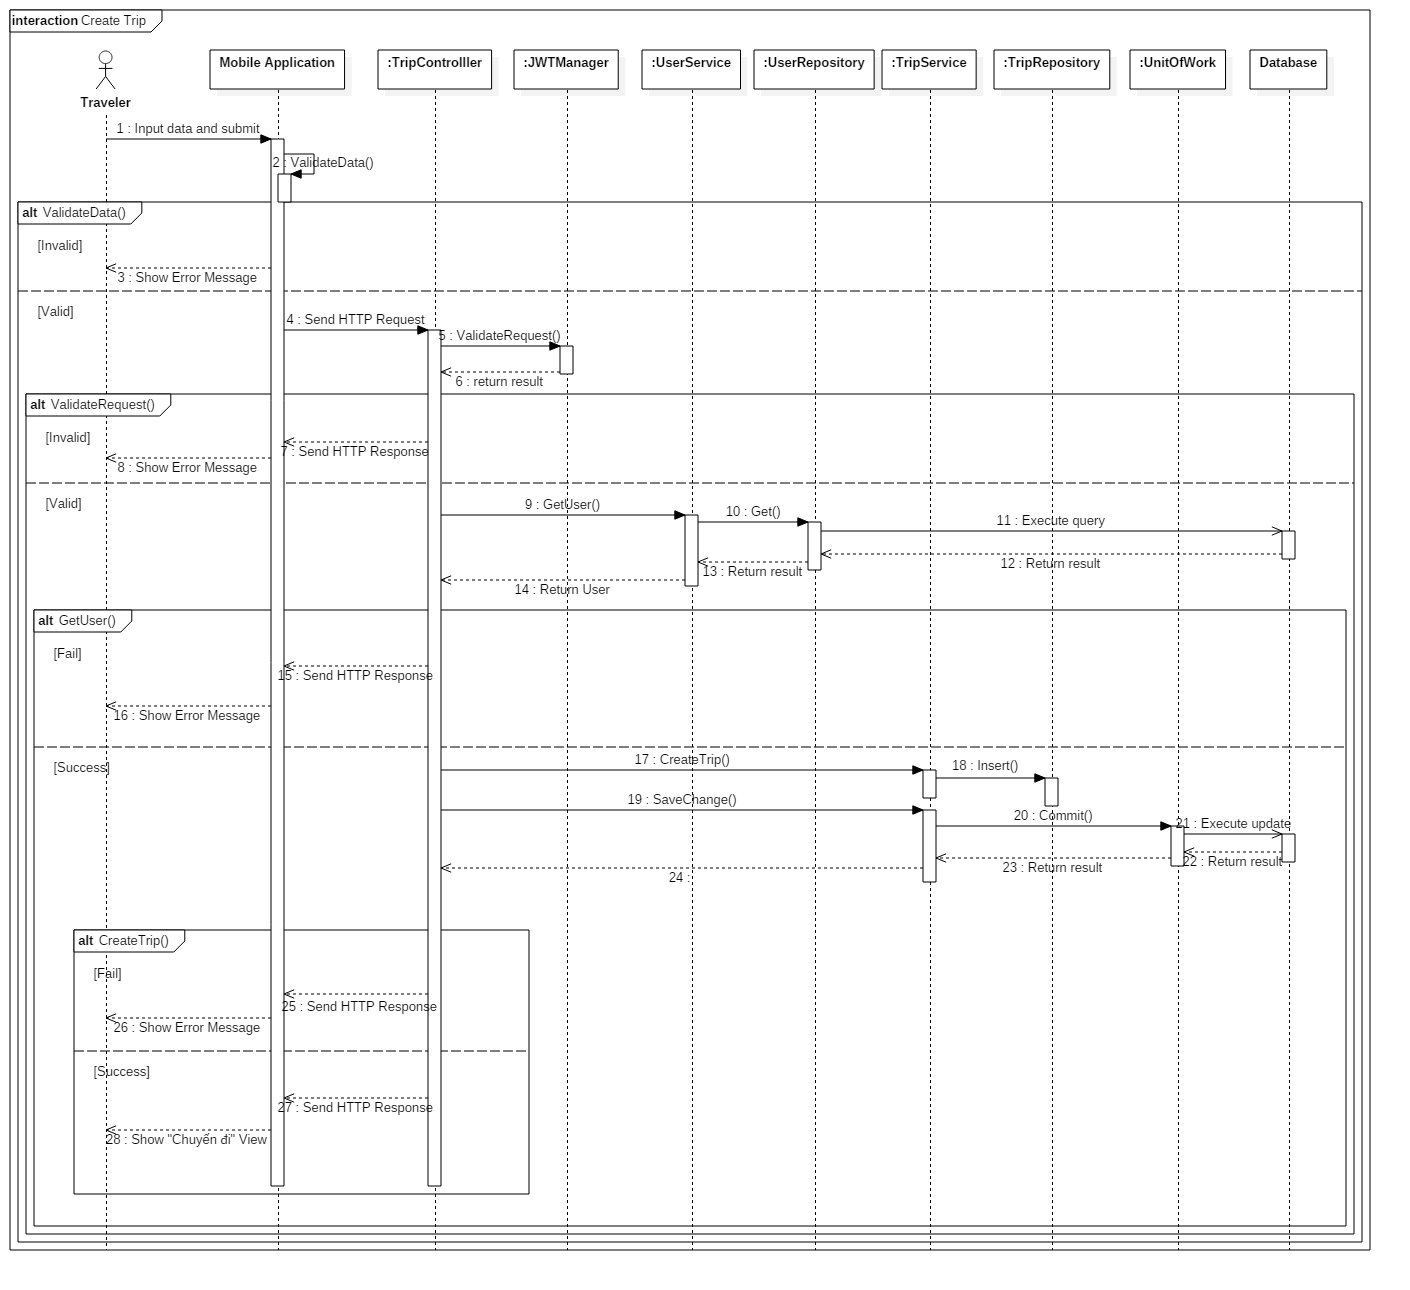 interaction Create Trip
Traveler
Mobile Application
:TripControlller
:JWTManager
:UserService
:UserRepository
:TripService
:TripRepository
:UnitOfWork
Database
1 : Input data and submit
2 : ValidateData()
alt ValidateData()
[Invalid]
3 : Show Error Message
[Valid]
4 : Send HTTP Request
5 : ValidateRequest()
6 : return result
alt ValidateRequest()
[Invalid]
7 : Send HTTP Response
8 : Show Error Message
[Valid]
9 : GetUser()
10 : Get()
11 : Execute query
12 : Return result
13 : Return result
14 : Return User
alt GetUser()
[Fail]
15 : Send HTTP Response
16 : Show Error Message
[Success]
17 : CreateTrip()
18 : Insert()
19 : SaveChange()
20 : Commit()
21 : Execute update
22 : Return result
23 : Return result
24 :
alt CreateTrip()
[Fail]
25 : Send HTTP Response
26 : Show Error Message
[Success]
27 : Send HTTP Response
28 : Show "Chuyến đi" View